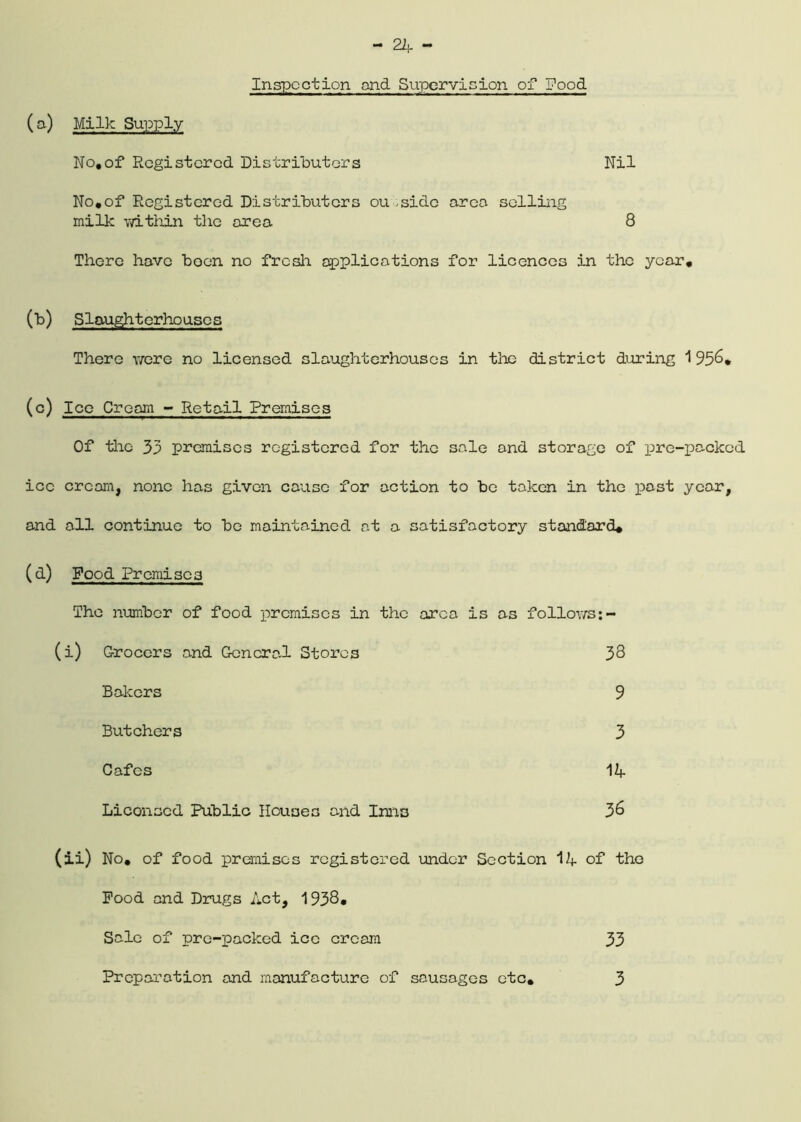 - 24 -
Inspection and Supervision of Food
(a) Milk Supply
No. of Registered Distributors Nil
No. of Registered Distributors outside area selling
milk within the area 8
There have been no fresh applications for licences in the year.
(b) Slaughterhouses
There were no licensed slaughterhouses in the district during 1956.
(c) Ice Cream - Retail Premises
Of the 33 premises registered for the sale and storage of pre-packed
ice cream, none has given cause for action to be taken in the past year,
and all continue to be maintained at a satisfactory standard.
(d) Food Premises
The number of food premises in the area is as follows:-
(i) Grocers and General Stores 38
Bakers 9
Butchers 3
Cafes 14
Licensed Public Houses and Inns 36
(ii) No. of food premises registered under Section 14 of the
Food and Drugs Act, 1938.
Sale of pre-packed ice cream 33
Preparation and manufacture of sausages etc. 3